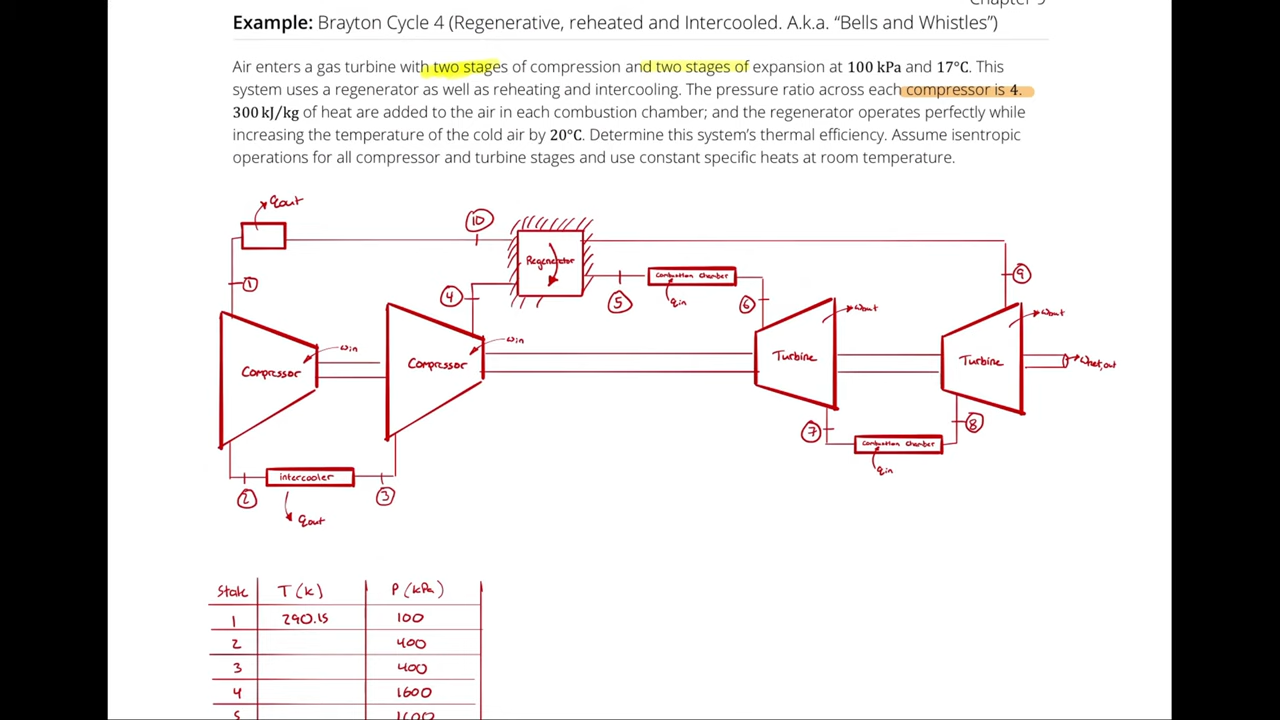 Chapter 9
Example: Brayton Cycle 4 (Regenerative, reheated and Intercooled. A.k.a. “Bells and Whistles”)
Air enters a gas turbine with two stages of compression and two stages of expansion at 100 kPa and 17°C. This
system uses a regenerator as well as reheating and intercooling. The pressure ratio across each compressor is 4.
300 kJ/kg of heat are added to the air in each combustion chamber; and the regenerator operates perfectly while
increasing the temperature of the cold air by 20°C. Determine this system’s thermal efficiency. Assume isentropic
operations for all compressor and turbine stages and use constant specific heats at room temperature.
qout
10
Regenerator
Combustion Chamber
9
1
4
5
qin
6
wout
wout
win
win
Compressor
Compressor
Turbine
Turbine
wnet,out
7
8
Combustion Chamber
qin
intercooler
2
3
qout
State T(K) P(kPa)
1 290.15 100
2 400
3 400
4 1600
5 1600